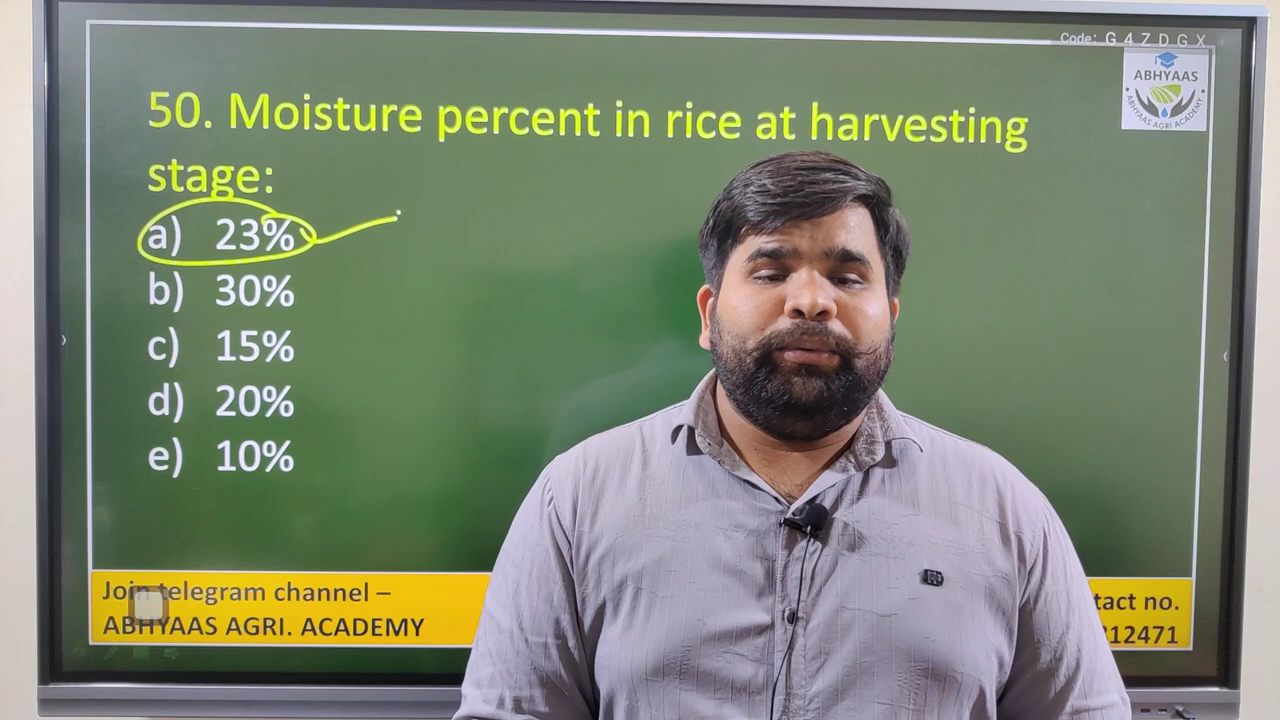 Code: G 4 Z D G X
ABHYAAS
ABHYAAS AGRI ACADEMY
50. Moisture percent in rice at harvesting
stage:
a) 23%
b) 30%
c) 15%
d) 20%
e) 10%
Join telegram channel –
ABHYAAS AGRI. ACADEMY
tact no.
12471